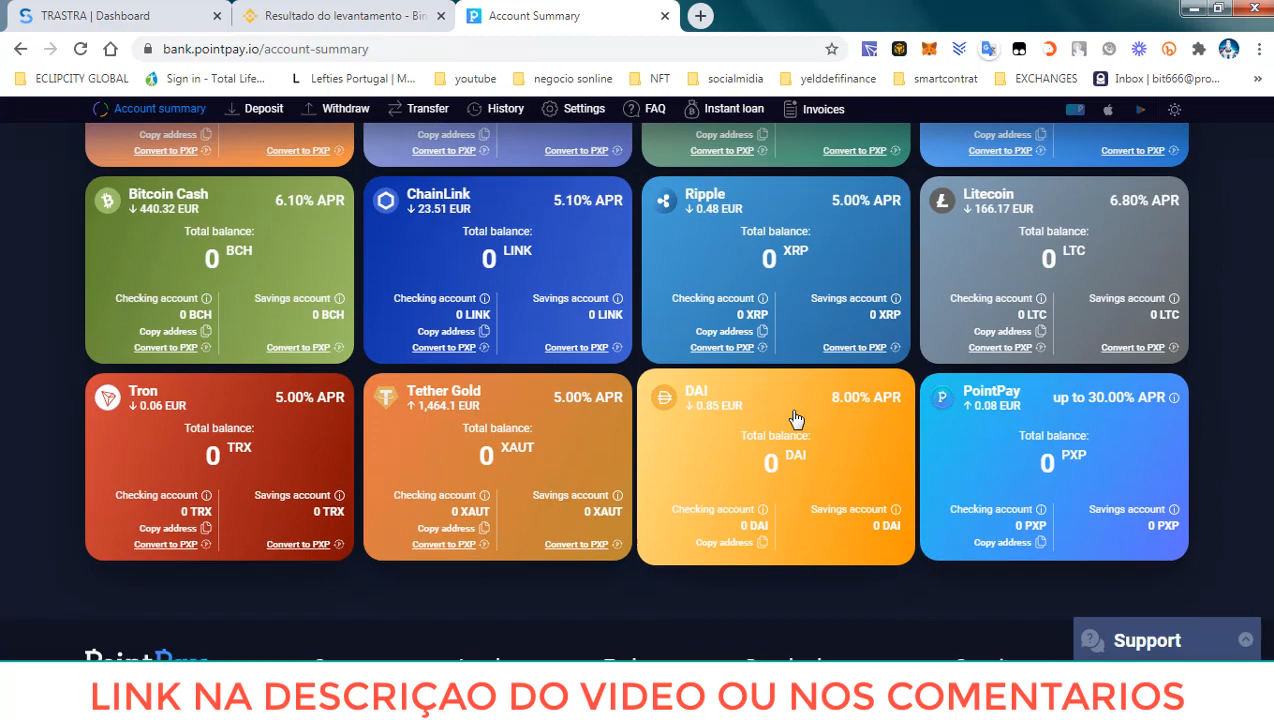 TRASTRA | Dashboard
Resultado do levantamento - Bin
Account Summary
bank.pointpay.io/account-summary
ECLIPCITY GLOBAL
Sign in - Total Life...
Lefties Portugal | M...
youtube
negocio sonline
NFT
socialmidia
yelddefifinance
smartcontrat
EXCHANGES
Inbox | bit666@pro...
»
Account summary
Deposit
Withdraw
Transfer
History
Settings
FAQ
Instant loan
Invoices
Copy address
Convert to PXP
Convert to PXP
Copy address
Convert to PXP
Convert to PXP
Copy address
Convert to PXP
Convert to PXP
Copy address
Convert to PXP
Convert to PXP
Bitcoin Cash
↓ 440.32 EUR
6.10% APR
Total balance:
0 BCH
Checking account
0 BCH
Copy address
Convert to PXP
Savings account
0 BCH
Convert to PXP
ChainLink
↓ 23.51 EUR
5.10% APR
Total balance:
0 LINK
Checking account
0 LINK
Copy address
Convert to PXP
Savings account
0 LINK
Convert to PXP
Ripple
↓ 0.48 EUR
5.00% APR
Total balance:
0 XRP
Checking account
0 XRP
Copy address
Convert to PXP
Savings account
0 XRP
Convert to PXP
Litecoin
↓ 166.17 EUR
6.80% APR
Total balance:
0 LTC
Checking account
0 LTC
Copy address
Convert to PXP
Savings account
0 LTC
Convert to PXP
Tron
↓ 0.06 EUR
5.00% APR
Total balance:
0 TRX
Checking account
0 TRX
Copy address
Convert to PXP
Savings account
0 TRX
Convert to PXP
Tether Gold
↑ 1,464.1 EUR
5.00% APR
Total balance:
0 XAUT
Checking account
0 XAUT
Copy address
Convert to PXP
Savings account
0 XAUT
Convert to PXP
DAI
↓ 0.85 EUR
8.00% APR
Total balance:
0 DAI
Checking account
0 DAI
Copy address
Savings account
0 DAI
PointPay
↑ 0.08 EUR
up to 30.00% APR
Total balance:
0 PXP
Checking account
0 PXP
Copy address
Savings account
0 PXP
PointPay
Support
LINK NA DESCRIÇAO DO VIDEO OU NOS COMENTARIOS